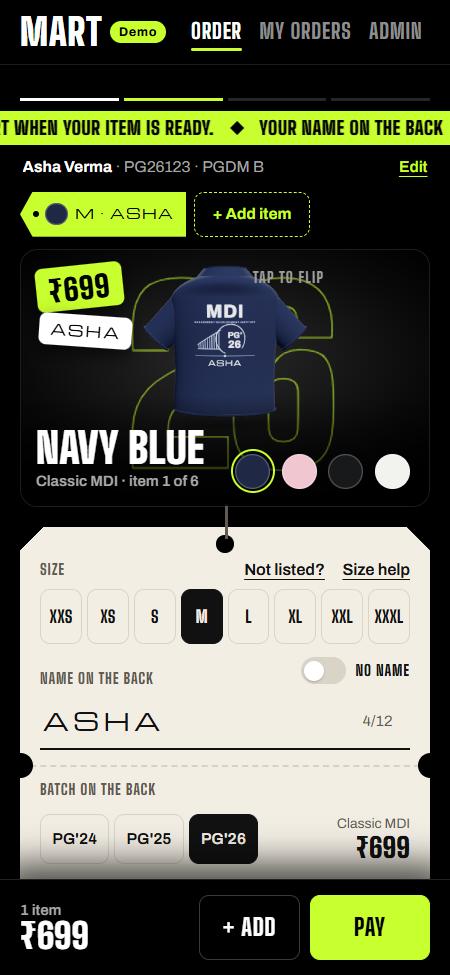 MART Demo ORDER MY ORDERS ADMIN
T WHEN YOUR ITEM IS READY. ◆ YOUR NAME ON THE BACK
Asha Verma · PG26123 · PGDM B Edit
M · ASHA + Add item
₹699
ASHA
TAP TO FLIP
MDI
PG'
26
ASHA
NAVY BLUE
Classic MDI · item 1 of 6
SIZE Not listed? Size help
XXS XS S M L XL XXL XXXL
NAME ON THE BACK NO NAME
ASHA 4/12
BATCH ON THE BACK
PG'24 PG'25 PG'26 Classic MDI
₹699
1 item
₹699 + ADD PAY